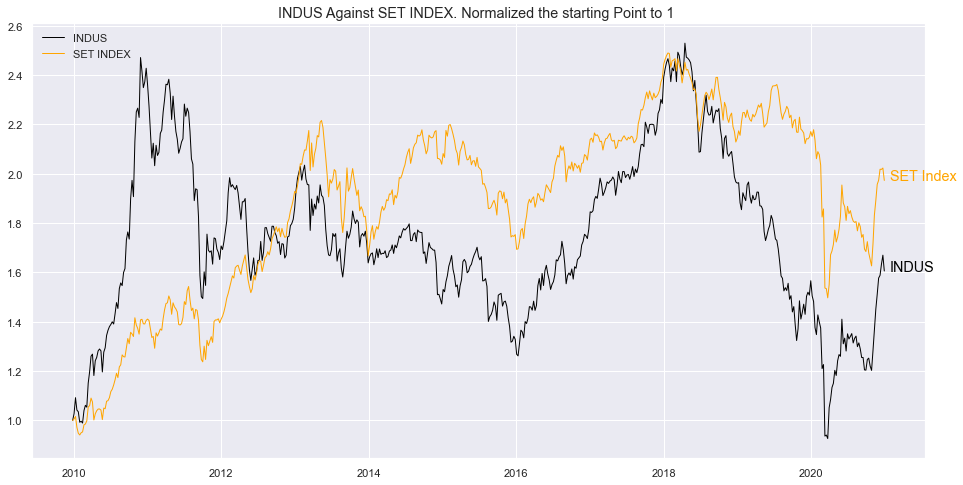 INDUS Against SET INDEX. Normalized the starting Point to 1
2.6
INDUS
SET INDEX
2.4
2.2
2.0
SET Index
1.8
1.6
INDUS
1.4
1.2
1.0
2010 2012 2014 2016 2018 2020